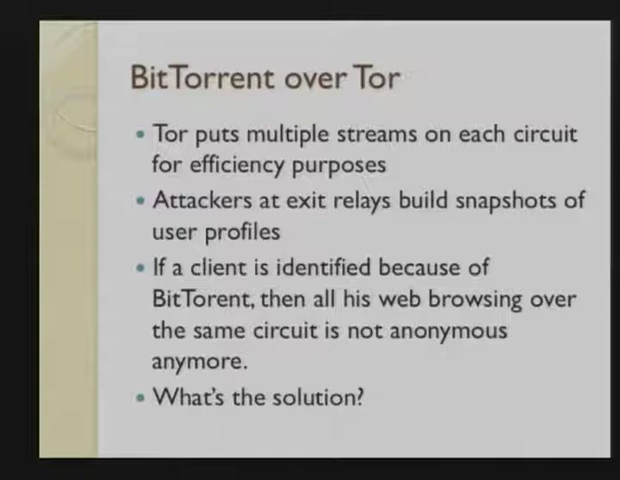 BitTorrent over Tor
• Tor puts multiple streams on each circuit
for efficiency purposes
• Attackers at exit relays build snapshots of
user profiles
• If a client is identified because of
BitTorent, then all his web browsing over
the same circuit is not anonymous
anymore.
• What's the solution?